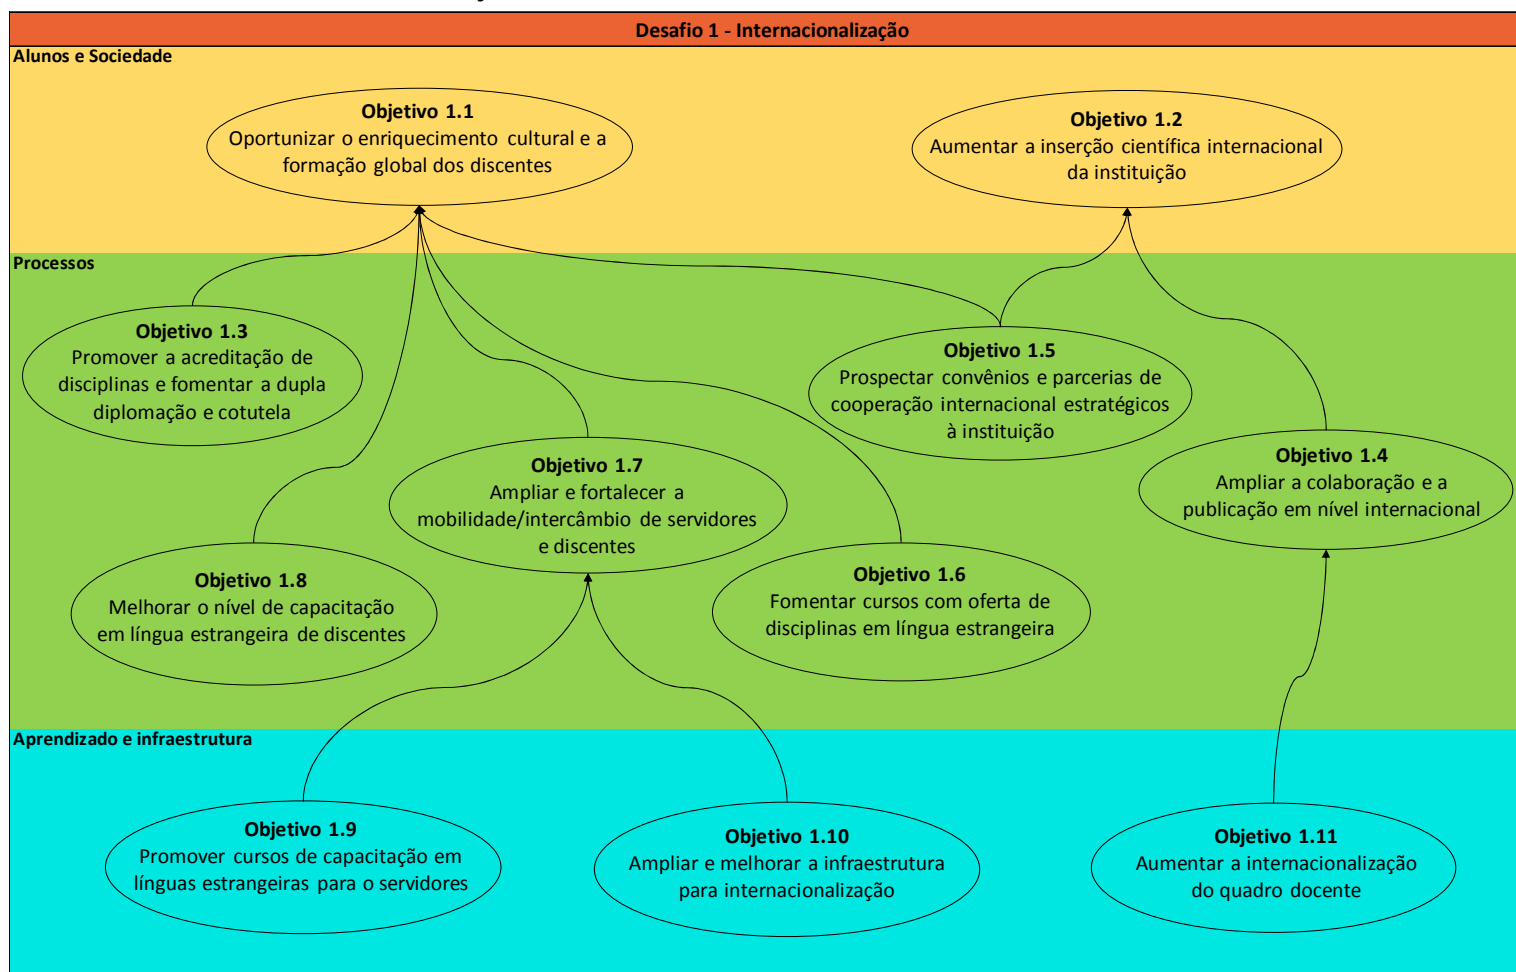 Desafio 1 - Internacionalização
Alunos e Sociedade
Objetivo 1.1
Oportunizar o enriquecimento cultural e a
formação global dos discentes
Objetivo 1.2
Aumentar a inserção científica internacional
da instituição
Processos
Objetivo 1.3
Promover a acreditação de
disciplinas e fomentar a dupla
diplomação e cotutela
Objetivo 1.5
Prospectar convênios e parcerias de
cooperação internacional estratégicos
à instituição
Objetivo 1.7
Ampliar e fortalecer a
mobilidade/intercâmbio de servidores
e discentes
Objetivo 1.4
Ampliar a colaboração e a
publicação em nível internacional
Objetivo 1.8
Melhorar o nível de capacitação
em língua estrangeira de discentes
Objetivo 1.6
Fomentar cursos com oferta de
disciplinas em língua estrangeira
Aprendizado e infraestrutura
Objetivo 1.9
Promover cursos de capacitação em
línguas estrangeiras para o servidores
Objetivo 1.10
Ampliar e melhorar a infraestrutura
para internacionalização
Objetivo 1.11
Aumentar a internacionalização
do quadro docente